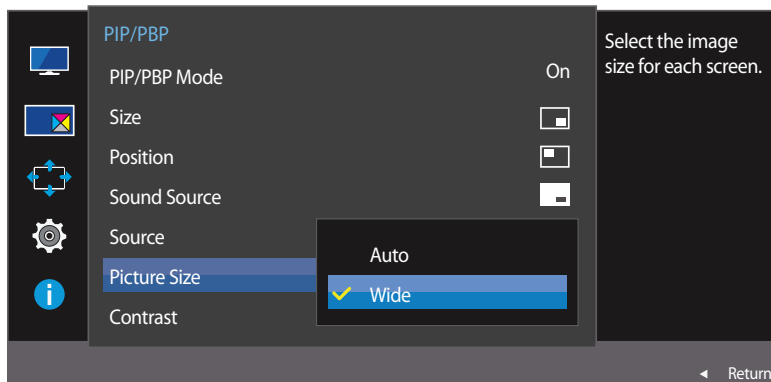 PIP/PBP
PIP/PBP Mode On
Size
Position
Sound Source
Source
Picture Size
Contrast
Auto
Wide
Select the image
size for each screen.
Return